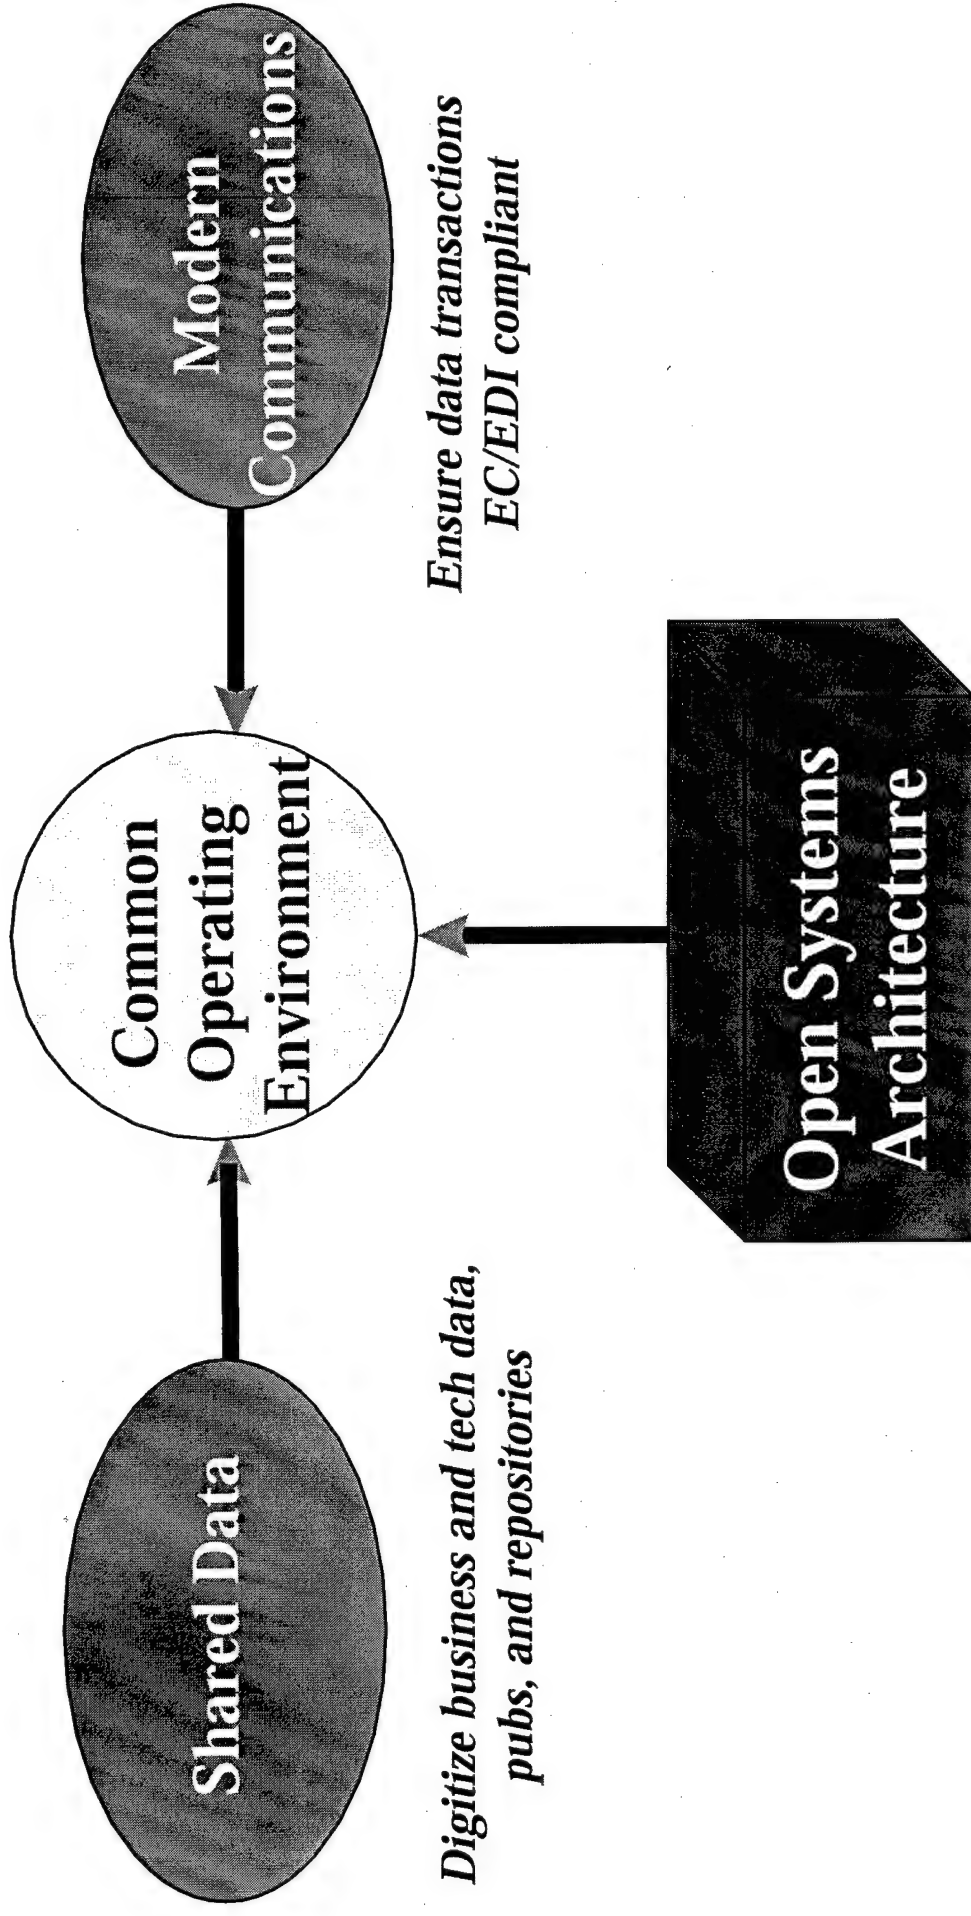 Shared Data
Common
Operating
Environment
Modern
Communications
Digitize business and tech data,
pubs, and repositories
Ensure data transactions
EC/EDI compliant
Open Systems
Architecture